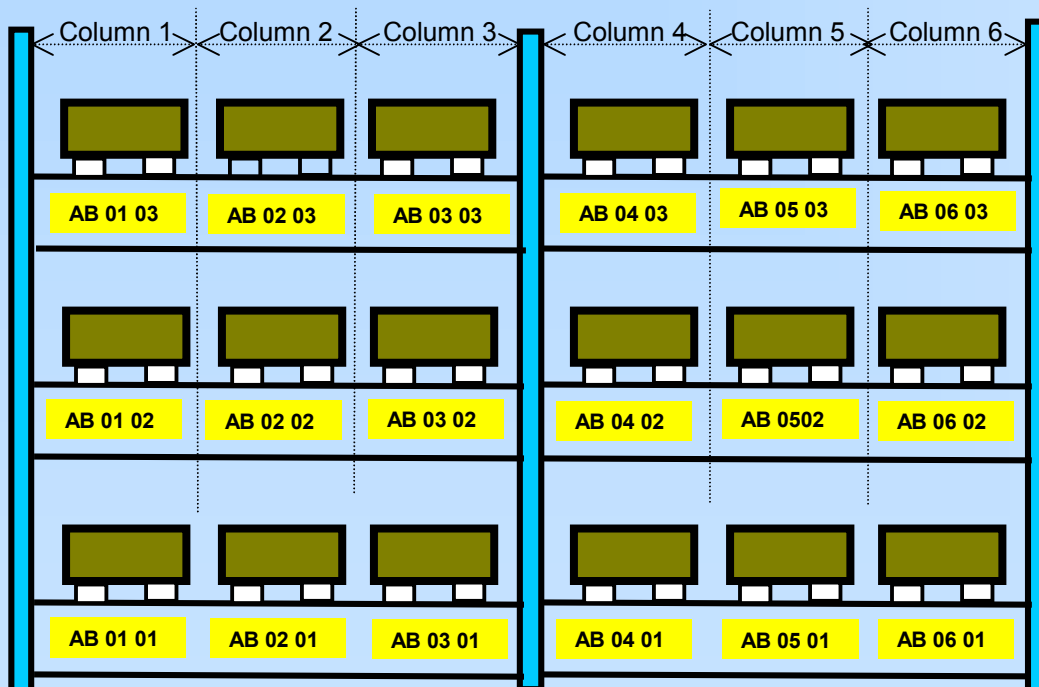 Column 1 Column 2 Column 3 Column 4 Column 5 Column 6
AB 01 03 AB 02 03 AB 03 03 AB 04 03 AB 05 03 AB 06 03
AB 01 02 AB 02 02 AB 03 02 AB 04 02 AB 0502 AB 06 02
AB 01 01 AB 02 01 AB 03 01 AB 04 01 AB 05 01 AB 06 01